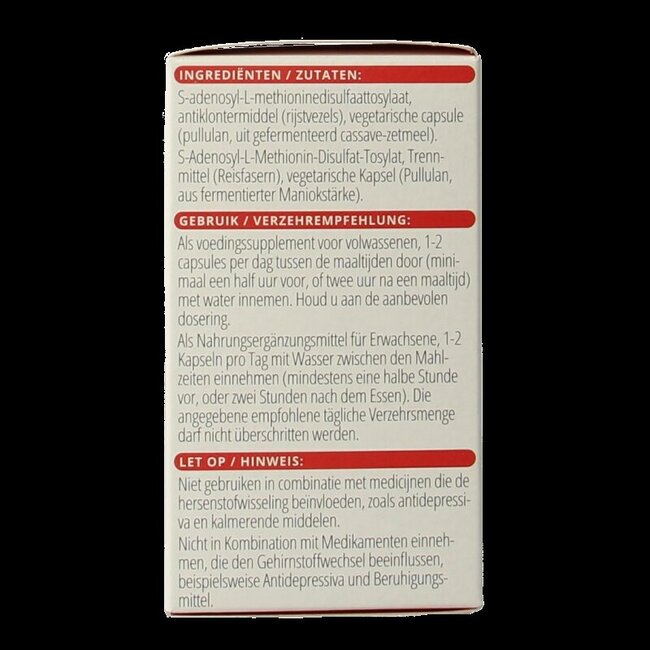 INGREDIËNTEN / ZUTATEN:
S-adenosyl-L-methioninedisulfaattosylaat,
antiklontermiddel (rijstvezels), vegetarische capsule
(pullulan, uit gefermenteerd cassave-zetmeel).
S-Adenosyl-L-Methionin-Disulfat-Tosylat, Trenn-
mittel (Reisfasern), vegetarische Kapsel (Pullulan,
aus fermentierter Maniokstärke).
GEBRUIK / VERZEHREMPFEHLUNG:
Als voedingssupplement voor volwassenen, 1-2
capsules per dag tussen de maaltijden door (mini-
maal een half uur voor, of twee uur na een maaltijd)
met water innemen. Houd u aan de aanbevolen
dosering.
Als Nahrungsergänzungsmittel für Erwachsene, 1-2
Kapseln pro Tag mit Wasser zwischen den Mahl-
zeiten einnehmen (mindestens eine halbe Stunde
vor, oder zwei Stunden nach dem Essen). Die
angegebene empfohlene tägliche Verzehrsmenge
darf nicht überschritten werden.
LET OP / HINWEIS:
Niet gebruiken in combinatie met medicijnen die de
hersenstofwisseling beïnvloeden, zoals antidepressi-
va en kalmerende middelen.
Nicht in Kombination mit Medikamenten einneh-
men, die den Gehirnstoffwechsel beeinflussen,
beispielsweise Antidepressiva und Beruhigungs-
mittel.